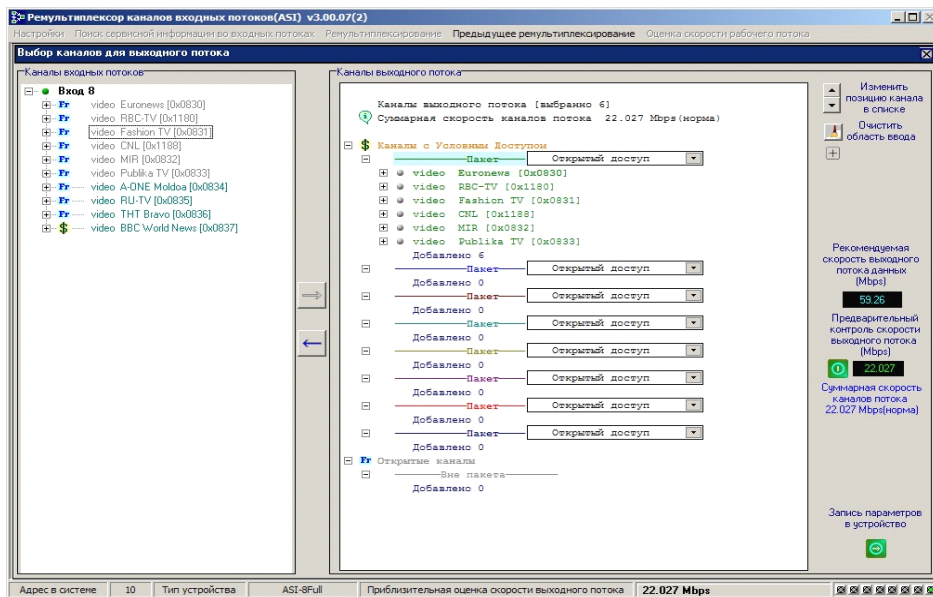 Ремультиплексор каналов входных потоков(ASI) v3.00.07(2)
Настройки Поиск сервисной информации во входных потоках Ремультиплексирование Предыдущее ремультиплексирование Оценка скорости рабочего потока
Выбор каналов для выходного потока
Каналы входных потоков
Вход 8
Fr video Euronews [0x0830]
Fr video RBC-TV [0x1180]
Fr video Fashion TV [0x0831]
Fr video CNL [0x1188]
Fr video MIR [0x0832]
Fr video Publika TV [0x0833]
Fr video A-ONE Moldoa [0x0834]
Fr video RU-TV [0x0835]
Fr video ТНТ Bravo [0x0836]
$ video BBC World News [0x0837]
Каналы выходного потока
Каналы выходного потока [выбранно 6]
Суммарная скорость каналов потока 22.027 Mbps(норма)
$ Каналы с Условным Доступом
Пакет Открытый доступ
video Euronews [0x0830]
video RBC-TV [0x1180]
video Fashion TV [0x0831]
video CNL [0x1188]
video MIR [0x0832]
video Publika TV [0x0833]
Добавлено 6
Пакет Открытый доступ
Добавлено 0
Пакет Открытый доступ
Добавлено 0
Пакет Открытый доступ
Добавлено 0
Пакет Открытый доступ
Добавлено 0
Пакет Открытый доступ
Добавлено 0
Пакет Открытый доступ
Добавлено 0
Пакет Открытый доступ
Добавлено 0
Fr Открытые каналы
Вне пакета
Добавлено 0
Изменить
позицию канала
в списке
Очистить
область ввода
Рекомендуемая
скорость выходного
потока данных
(Mbps)
59.26
Предварительный
контроль скорости
выходного потока
(Mbps)
22.027
Суммарная скорость
каналов потока
22.027 Mbps(норма)
Запись параметров
в устройство
Адрес в системе 10 Тип устройства ASI-8Full Приблизительная оценка скорости выходного потока 22.027 Mbps